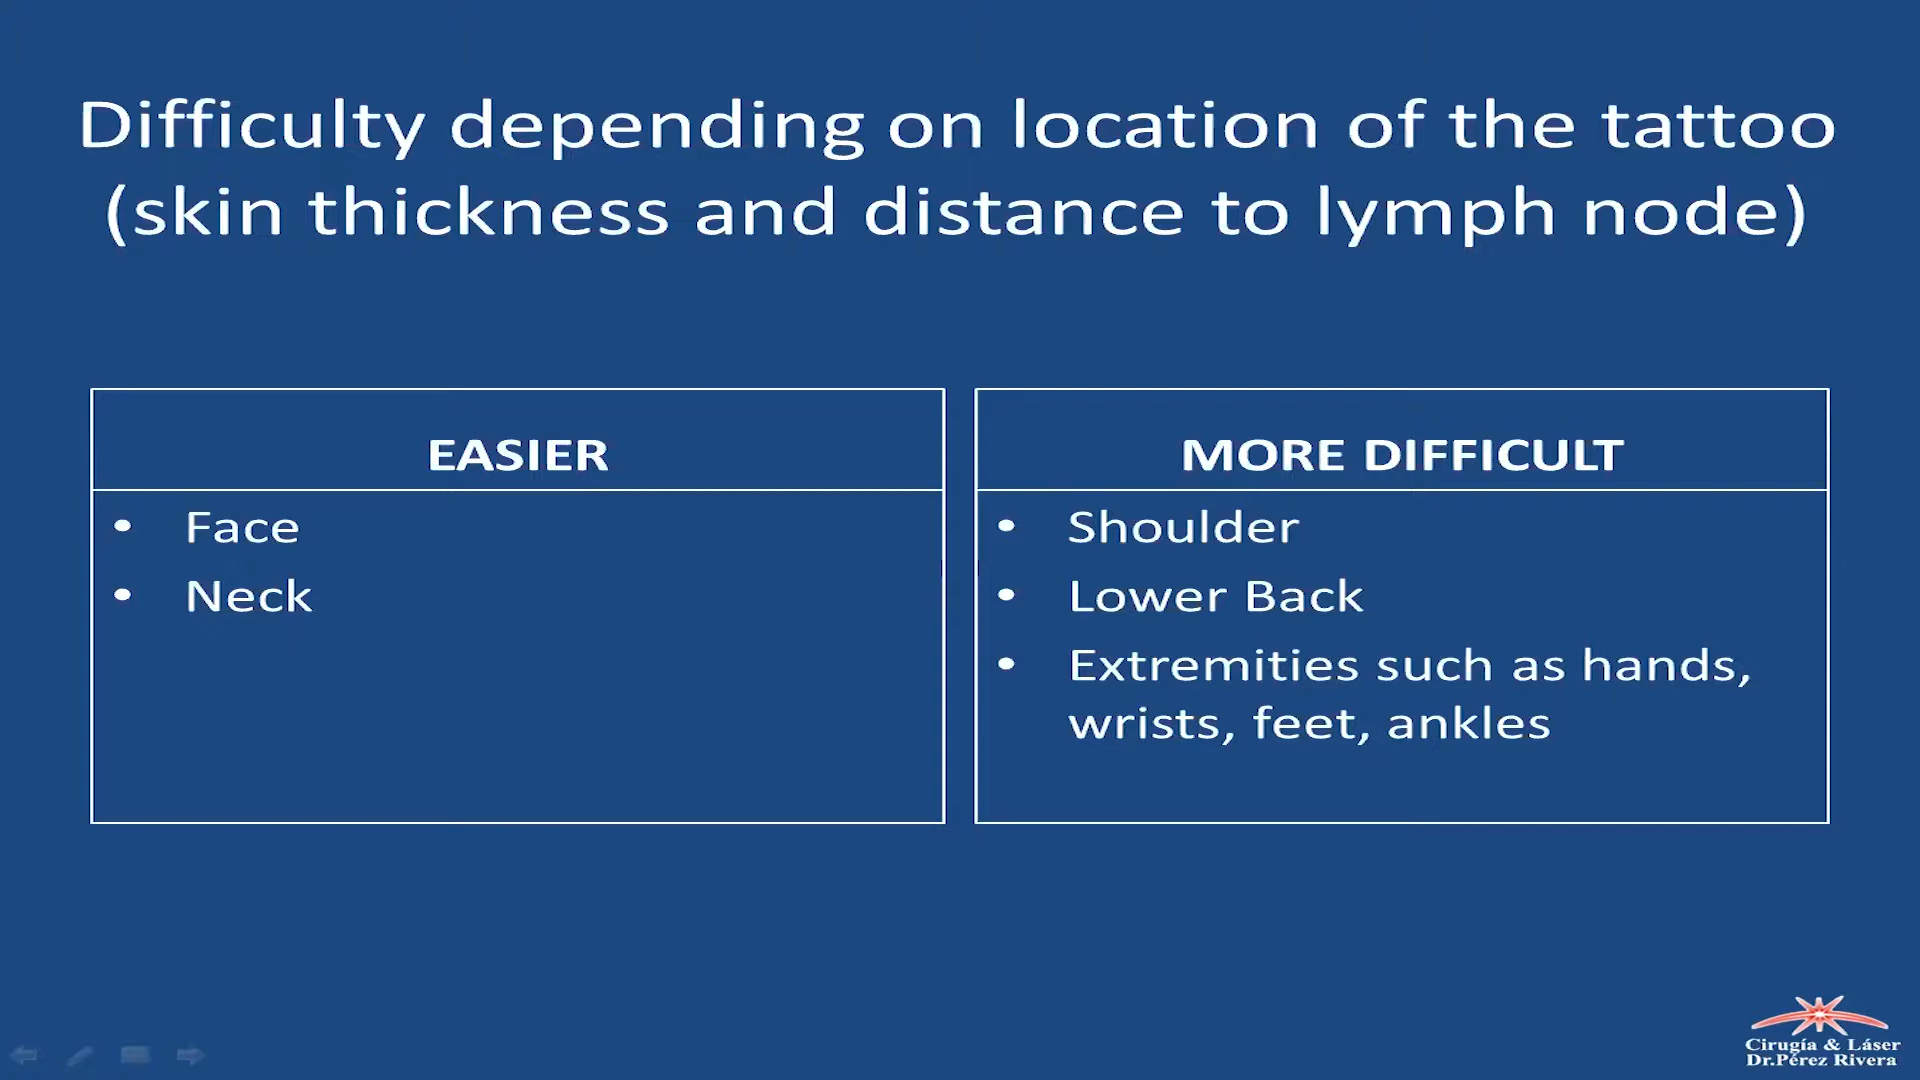 Difficulty depending on location of the tattoo
(skin thickness and distance to lymph node)
EASIER
• Face
• Neck
MORE DIFFICULT
• Shoulder
• Lower Back
• Extremities such as hands,
wrists, feet, ankles
Cirugía & Láser
Dr.Pérez Rivera